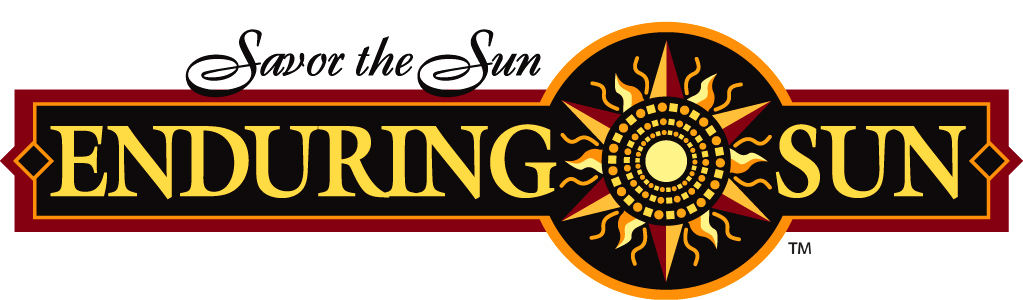 Savor the Sun
ENDURING SUN
TM